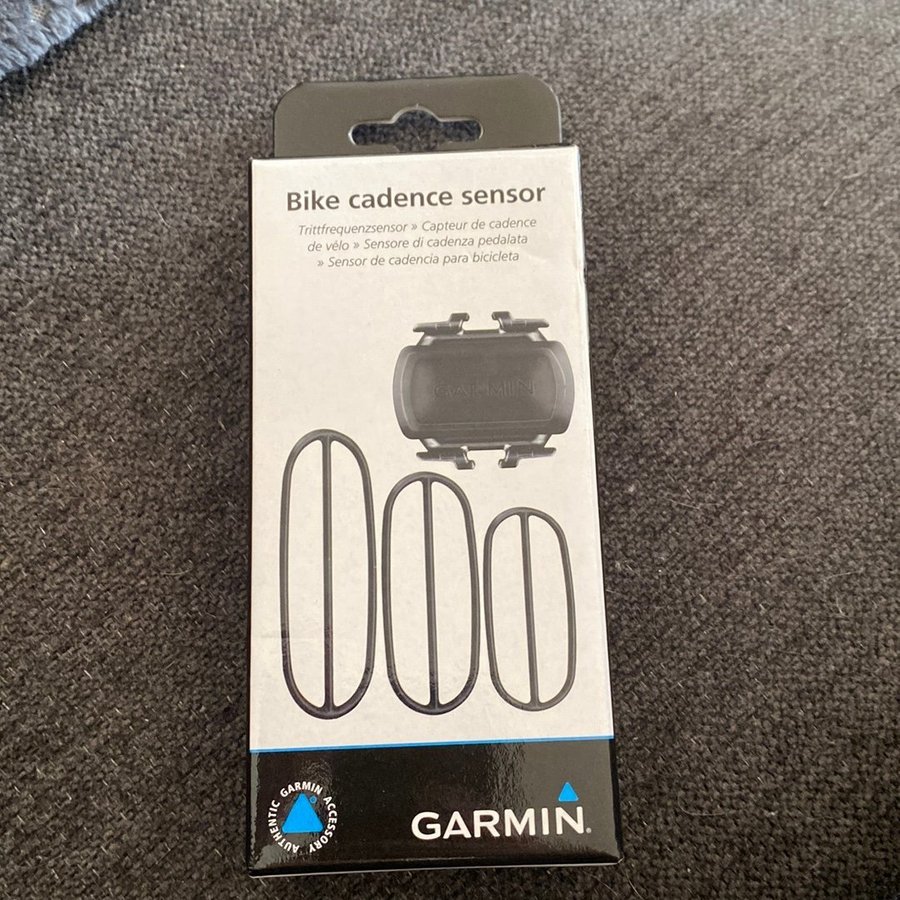 Bike cadence sensor
Trittfrequenzsensor » Capteur de cadence
de vélo » Sensore di cadenza pedalata
» Sensor de cadencia para bicicleta
GARMIN
AUTHENTIC GARMIN ACCESSORY
GARMIN.